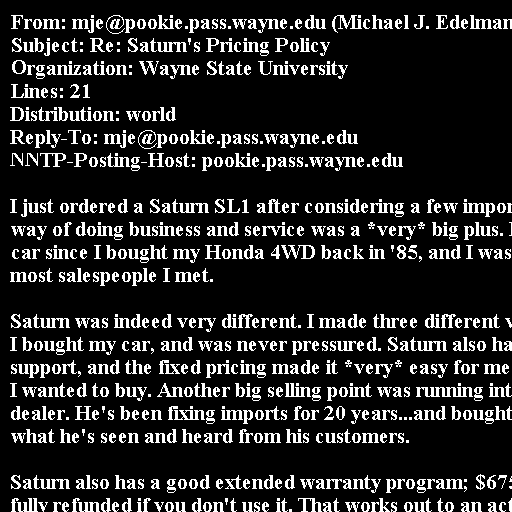 From: mje@pookie.pass.wayne.edu (Michael J. Edelman
Subject: Re: Saturn's Pricing Policy
Organization: Wayne State University
Lines: 21
Distribution: world
Reply-To: mje@pookie.pass.wayne.edu
NNTP-Posting-Host: pookie.pass.wayne.edu

I just ordered a Saturn SL1 after considering a few impor
way of doing business and service was a *very* big plus.
car since I bought my Honda 4WD back in '85, and I was
most salespeople I met.

Saturn was indeed very different. I made three different v
I bought my car, and was never pressured. Saturn also ha
support, and the fixed pricing made it *very* easy for me
I wanted to buy. Another big selling point was running int
dealer. He's been fixing imports for 20 years...and bought
what he's seen and heard from his customers.

Saturn also has a good extended warranty program; $675
fully refunded if you don't use it. That works out to an act